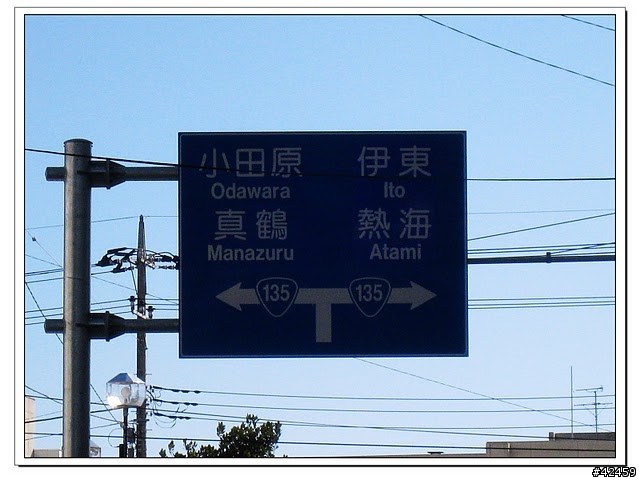 小田原
Odawara
真鶴
Manazuru
伊東
Ito
熱海
Atami
135
135
#42459